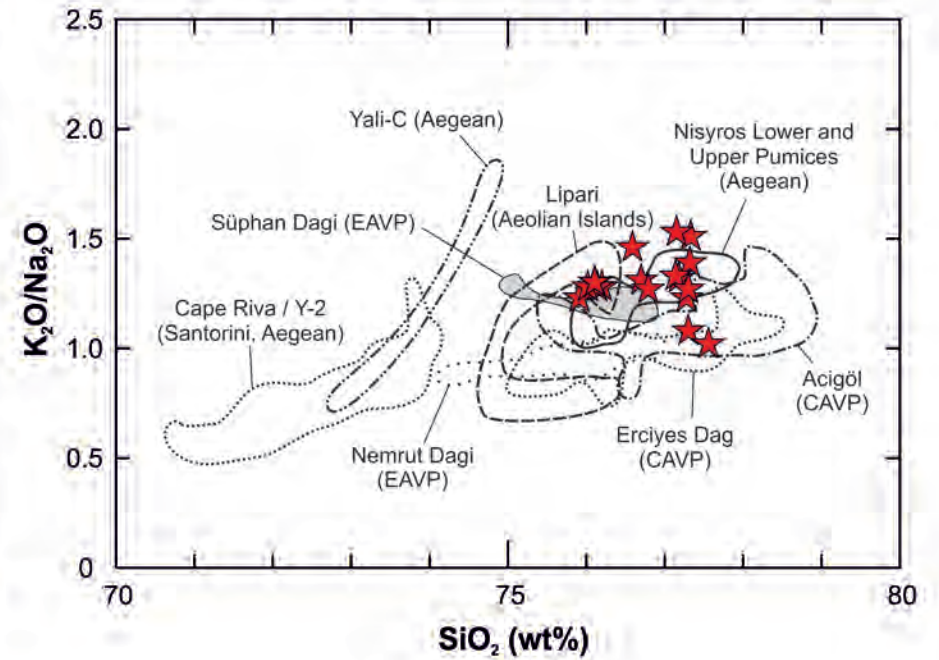 2.5
2.0
1.5
1.0
0.5
0
K₂O/Na₂O
Yali-C (Aegean)
Nisyros Lower and
Upper Pumices
(Aegean)
Lipari
(Aeolian Islands)
Süphan Dagi (EAVP)
Cape Riva / Y-2
(Santorini, Aegean)
Nemrut Dagi
(EAVP)
Erciyes Dag
(CAVP)
Acigöl
(CAVP)
70
75
80
SiO₂ (wt%)